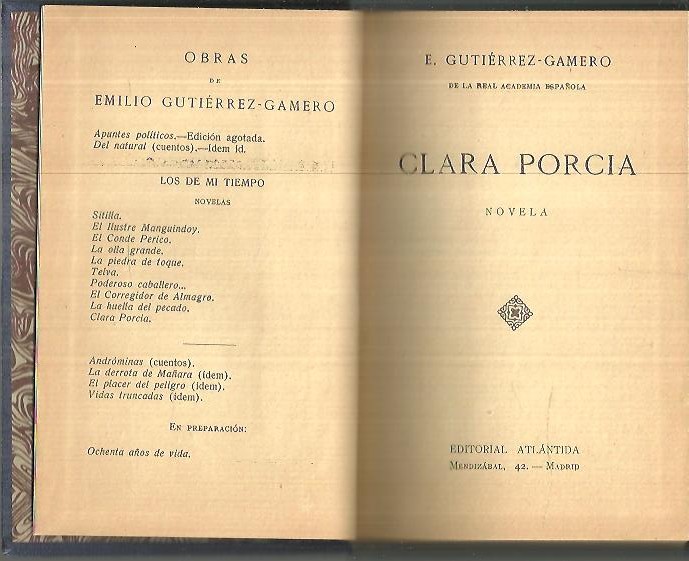 OBRAS
DE
EMILIO GUTIÉRREZ-GAMERO
Apuntes políticos.—Edición agotada.
Del natural (cuentos).—Idem íd.
LOS DE MI TIEMPO
NOVELAS
Sitilla.
El Ilustre Manguindoy.
El Conde Perico.
La olla grande.
La piedra de toque.
Telva.
Poderoso caballero...
El Corregidor de Almagro.
La huella del pecado.
Clara Porcia.
Andróminas (cuentos).
La derrota de Mañara (ídem).
El placer del peligro (ídem).
Vidas truncadas (ídem).
EN PREPARACIÓN:
Ochenta años de vida.
E. GUTIÉRREZ-GAMERO
DE LA REAL ACADEMIA ESPAÑOLA
CLARA PORCIA
NOVELA
EDITORIAL ATLÁNTIDA
MENDIZÁBAL, 42. — MADRID